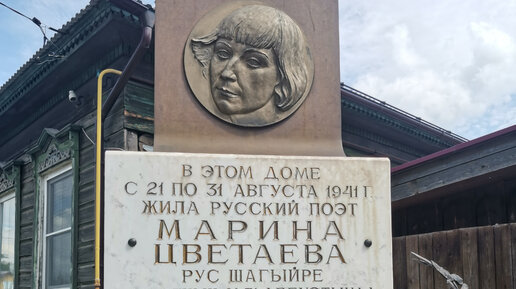 В ЭТОМ ДОМЕ
С 21 ПО 31 АВГУСТА 1941 Г.
ЖИЛА РУССКИЙ ПОЭТ
МАРИНА
ЦВЕТАЕВА
РУС ШАГЫЙРЕ